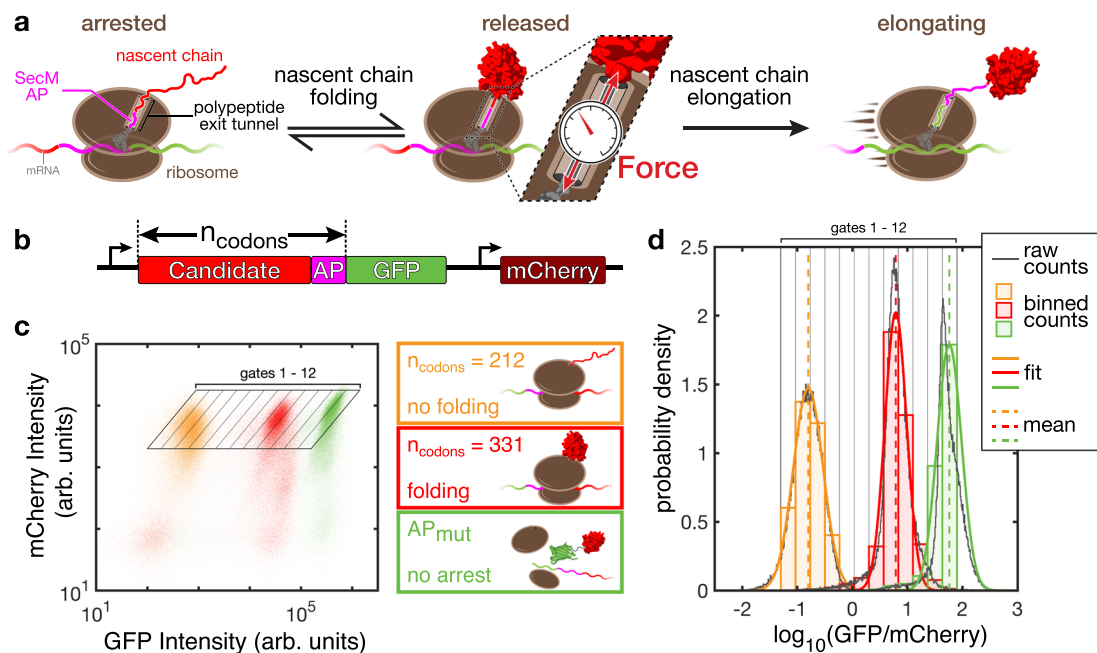 a
arrested
released
elongating
nascent chain
SecM
AP
polypeptide
exit tunnel
mRNA
ribosome
nascent chain
folding
Force
nascent chain
elongation
b
n_codons
Candidate
AP
GFP
mCherry
c
10^5
10^1
mCherry Intensity
(arb. units)
gates 1 - 12
10^1
10^5
GFP Intensity (arb. units)
n_codons = 212
no folding
n_codons = 331
folding
AP_mut
no arrest
d
gates 1 - 12
2.5
2
1.5
1
0.5
0
probability density
-2
-1
0
1
2
3
log_10(GFP/mCherry)
raw
counts
binned
counts
fit
mean